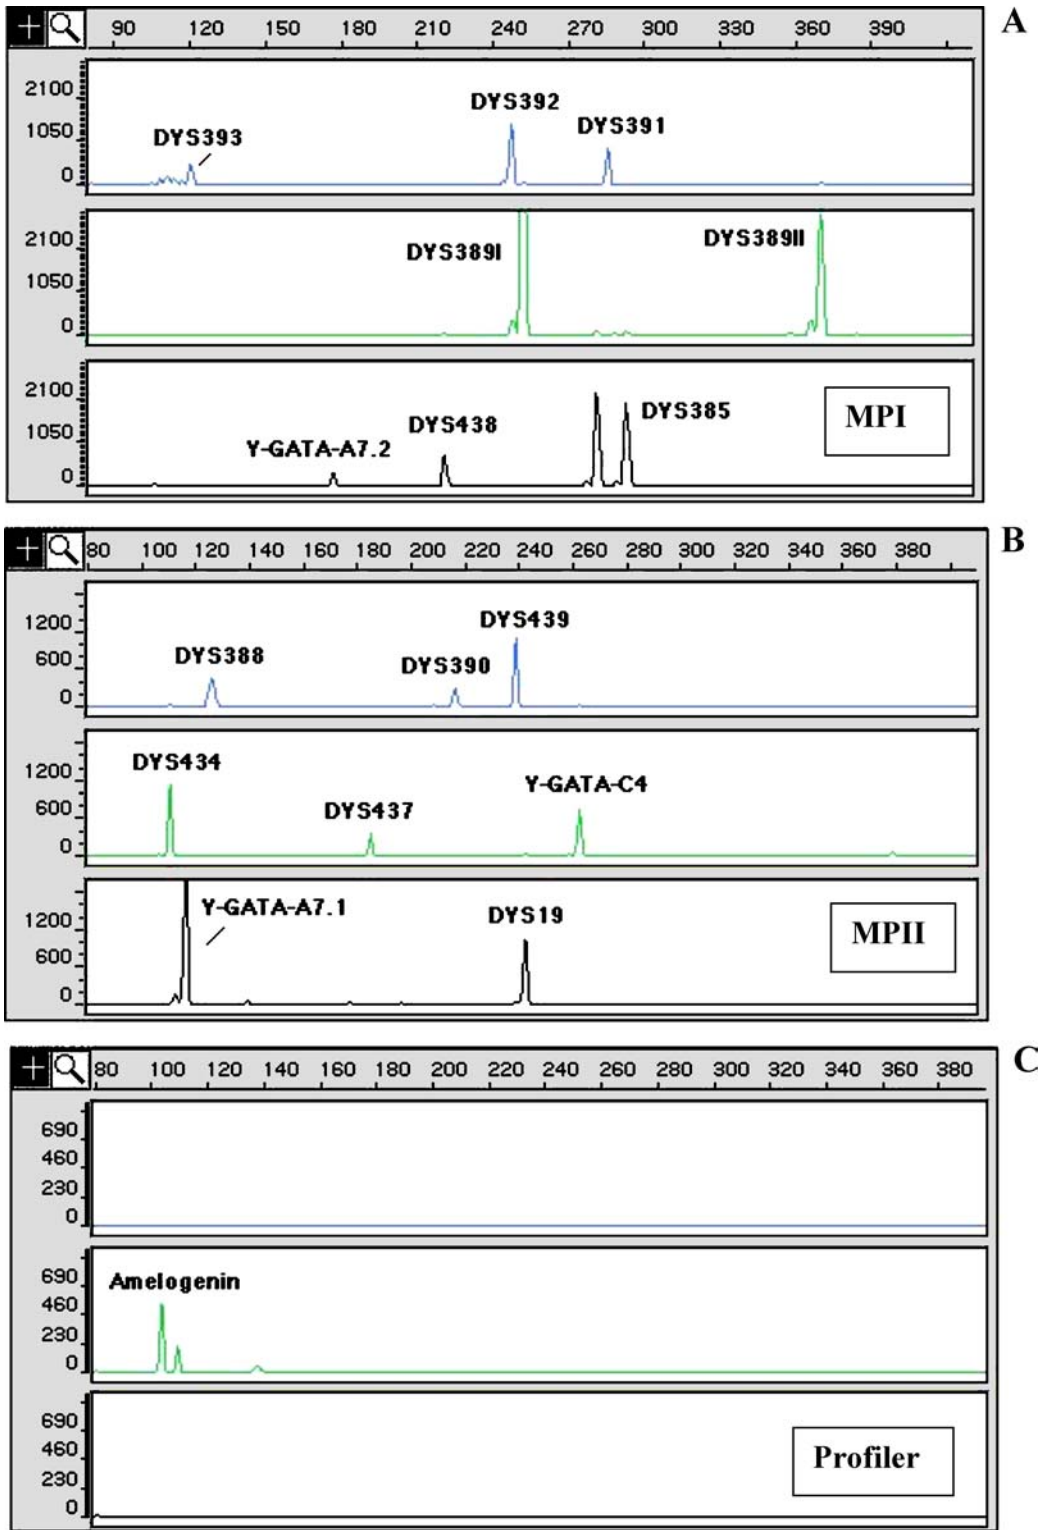 A
90 120 150 180 210 240 270 300 330 360 390
2100
1050
0
DYS393
DYS392
DYS391
2100
1050
0
DYS389I
DYS389II
2100
1050
0
Y-GATA-A7.2
DYS438
DYS385
MPI
B
80 100 120 140 160 180 200 220 240 260 280 300 320 340 360 380
1200
600
0
DYS388
DYS390
DYS439
1200
600
0
DYS434
DYS437
Y-GATA-C4
1200
600
0
Y-GATA-A7.1
DYS19
MPII
C
80 100 120 140 160 180 200 220 240 260 280 300 320 340 360 380
690
460
230
0
690
460
230
0
Amelogenin
690
460
230
0
Profiler